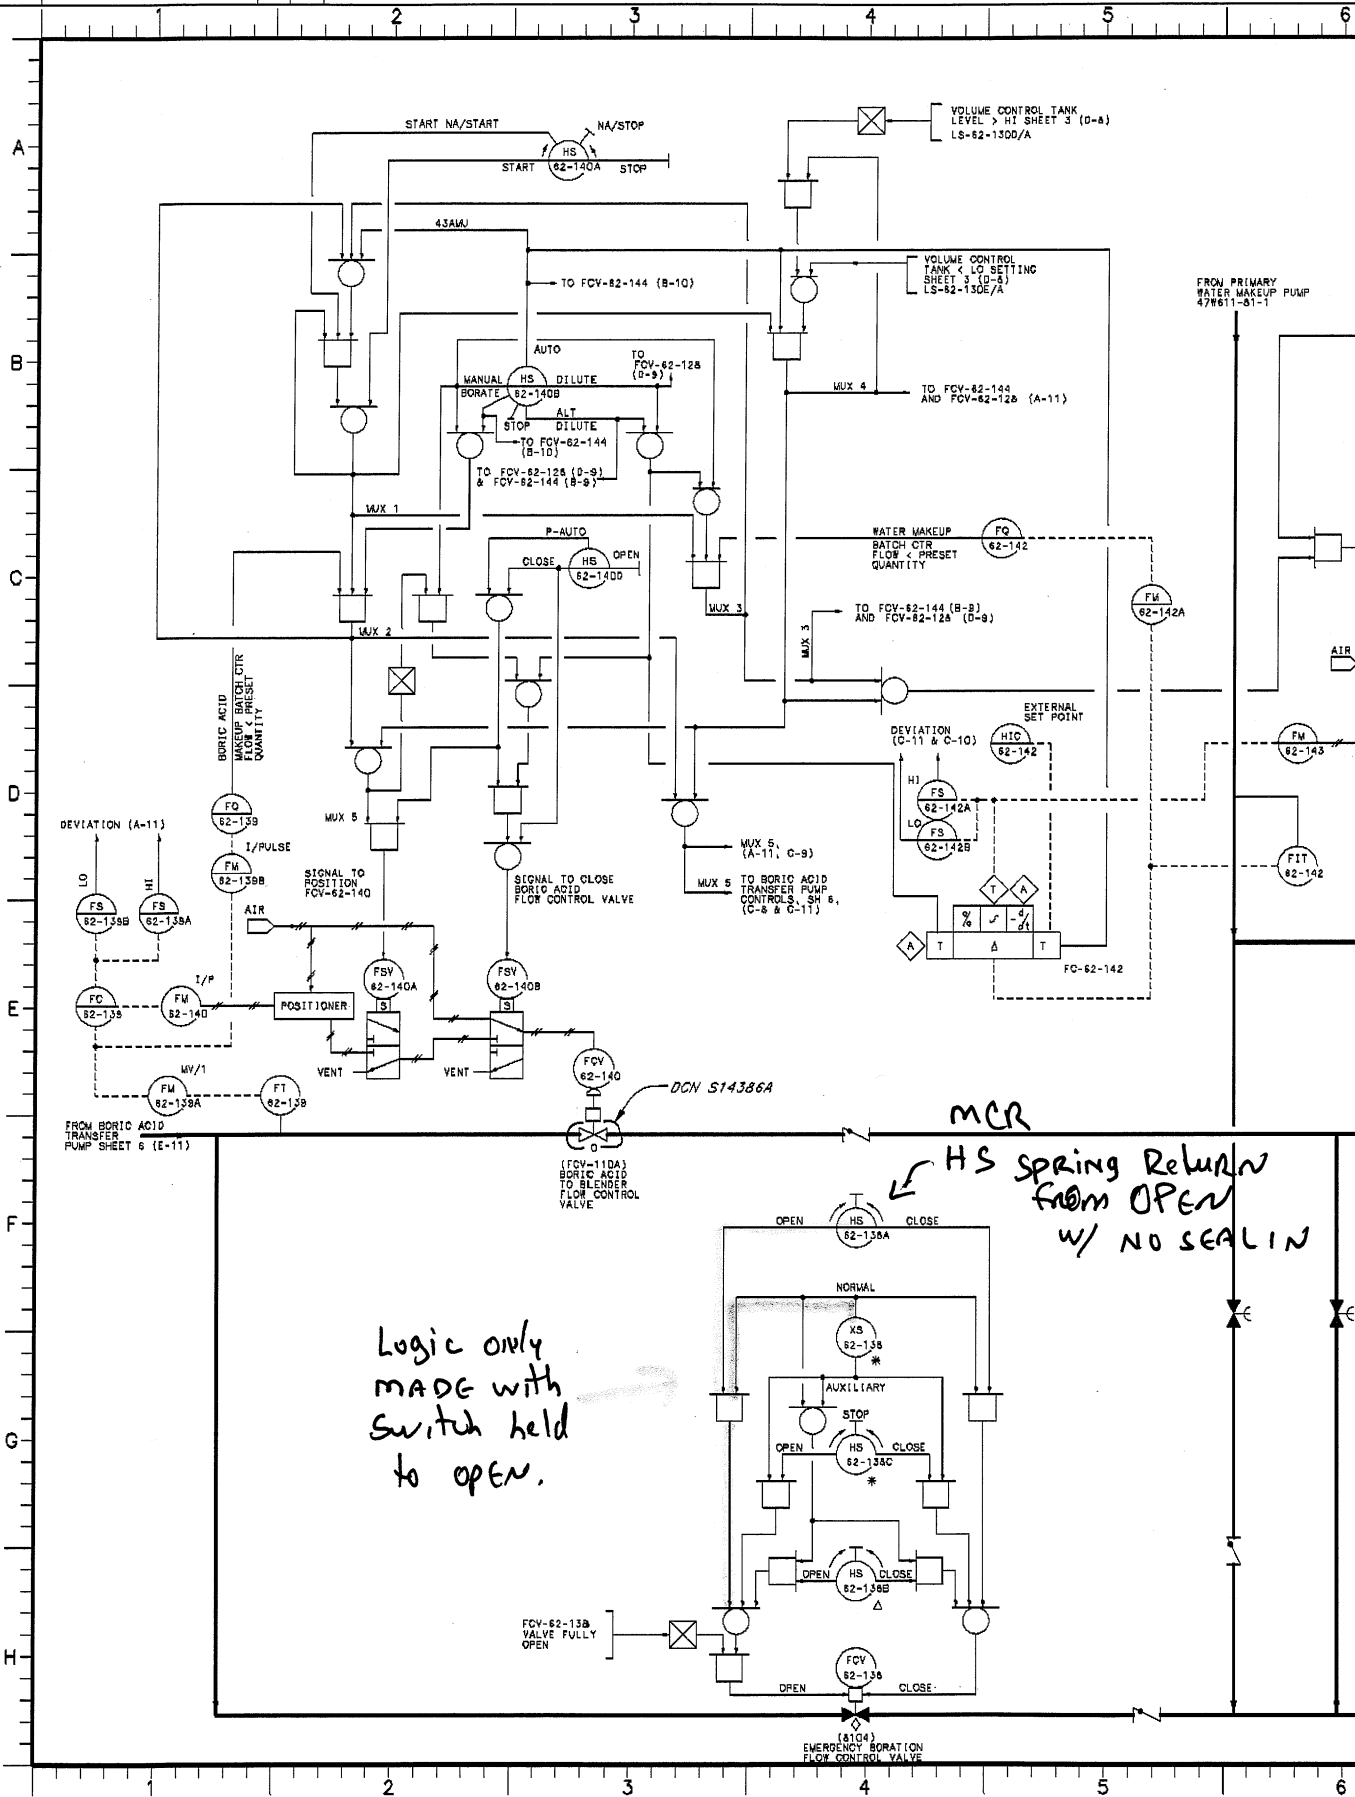 2 3 4 5 6
A
B
C
D
E
F
G
H
START NA/START
NA/STOP
HS
62-140A
START
STOP
VOLUME CONTROL TANK
LEVEL > HI SHEET 3 (D-8)
LS-62-130D/A
43AMU
TO FCV-62-144 (B-10)
VOLUME CONTROL
TANK < LO SETTING
SHEET 3 (D-8)
LS-62-130E/A
FROM PRIMARY
WATER MAKEUP PUMP
47W611-81-1
AUTO
TO
FCV-62-128
(D-9)
MANUAL
HS
62-140B
DILUTE
BORATE
STOP
ALT
DILUTE
TO FCV-62-144
(B-10)
TO FCV-62-128 (D-9)
& FCV-62-144 (B-9)
MUX 4
TO FCV-62-144
AND FCV-62-128 (A-11)
MUX 1
P-AUTO
CLOSE
HS
62-140D
OPEN
WATER MAKEUP
BATCH CTR
FLOW < PRESET
QUANTITY
FQ
62-142
FM
62-142A
MUX 3
MUX 3
TO FCV-62-144 (B-9)
AND FCV-62-128 (D-9)
MUX 2
AIR
BORIC ACID
MAKEUP BATCH CTR
FLOW < PRESET
QUANTITY
EXTERNAL
SET POINT
DEVIATION
(C-11 & C-10)
HIC
62-142
FM
62-143
HI
FS
62-142A
LO
FS
62-142B
FQ
62-139
MUX 5
DEVIATION (A-11)
I/PULSE
FM
62-139B
LO
HI
FS
62-139B
FS
62-139A
SIGNAL TO
POSITION
FCV-62-140
SIGNAL TO CLOSE
BORIC ACID
FLOW CONTROL VALVE
MUX 5,
(A-11, C-9)
MUX 5
TO BORIC ACID
TRANSFER PUMP
CONTROLS, SH 6,
(C-8 & C-11)
FIT
62-142
T
A
% ∫ -d/dt
A
T Δ T
FC-62-142
AIR
FSV
62-140A
FSV
62-140B
I/P
FC
62-139
FM
62-140
POSITIONER
S
S
VENT
VENT
FCV
62-140
MV/1
FM
62-139A
FT
62-139
DCN S14386A
FROM BORIC ACID
TRANSFER
PUMP SHEET 6 (E-11)
O
(FCV-110A)
BORIC ACID
TO BLENDER
FLOW CONTROL
VALVE
MCR
HS SPRING RETURN
FROM OPEN
W/ NO SEAL IN
OPEN
HS
62-138A
CLOSE
NORMAL
XS
62-138
*
Logic only
MADE with
Switch held
to OPEN.
AUXILIARY
STOP
OPEN
HS
62-138C
CLOSE
*
OPEN
HS
62-138B
CLOSE
Δ
FCV-62-138
VALVE FULLY
OPEN
FCV
62-138
OPEN
CLOSE
(8104)
EMERGENCY BORATION
FLOW CONTROL VALVE
1 2 3 4 5 6